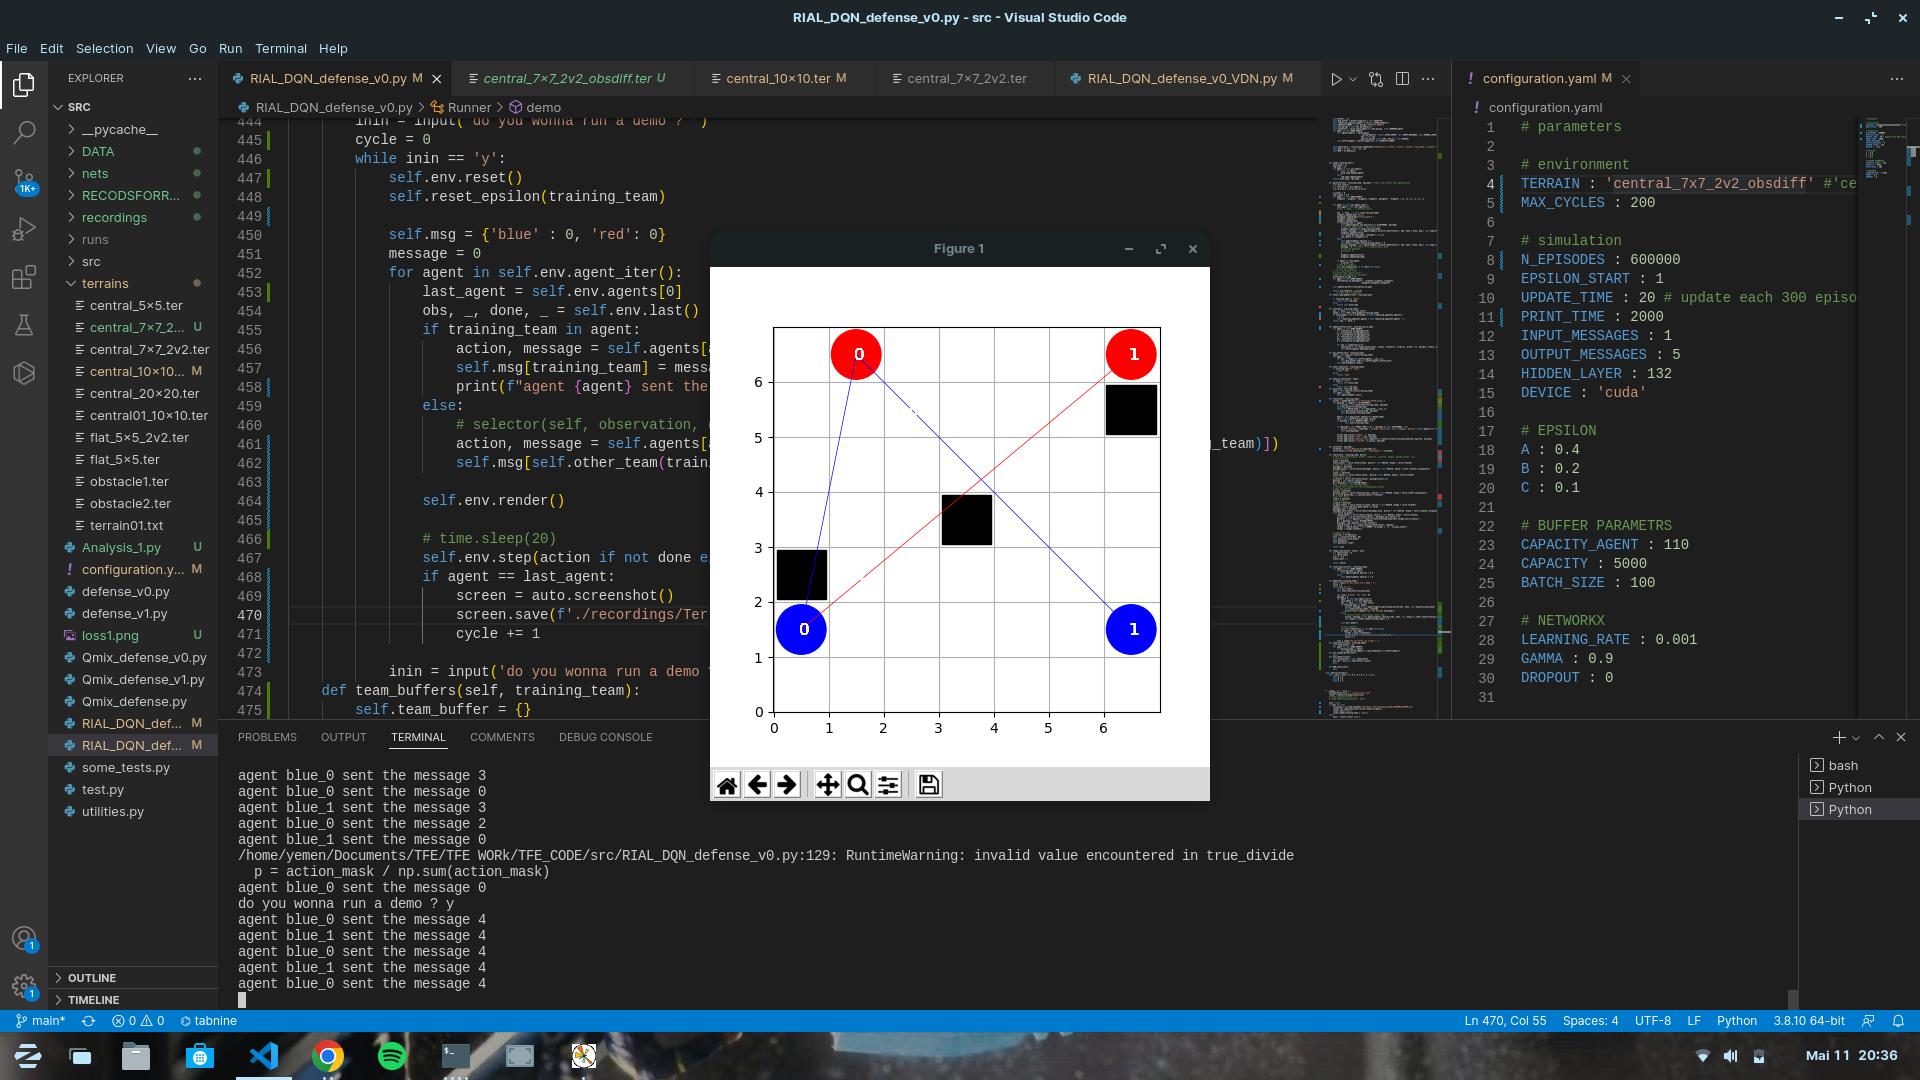 RIAL_DQN_defense_v0.py - src - Visual Studio Code
File Edit Selection View Go Run Terminal Help
EXPLORER
SRC
__pycache__
DATA
nets
RECODSFORR...
recordings
runs
src
terrains
central_5×5.ter
central_7×7_2... U
central_7×7_2v2.ter
central_10×10... M
central_20×20.ter
central01_10×10.ter
flat_5×5_2v2.ter
flat_5×5.ter
obstacle1.ter
obstacle2.ter
terrain01.txt
Analysis_1.py U
configuration.y... M
defense_v0.py
defense_v1.py
loss1.png U
Qmix_defense_v0.py
Qmix_defense_v1.py
Qmix_defense.py
RIAL_DQN_def... M
RIAL_DQN_def... M
some_tests.py
test.py
utilities.py
OUTLINE
TIMELINE
1K+
1
1
RIAL_DQN_defense_v0.py M
central_7×7_2v2_obsdiff.ter U
central_10×10.ter M
central_7×7_2v2.ter
RIAL_DQN_defense_v0_VDN.py M
RIAL_DQN_defense_v0.py > Runner > demo
444 inin = input('do you wonna run a demo ? ')
445 cycle = 0
446 while inin == 'y':
447 self.env.reset()
448 self.reset_epsilon(training_team)
449
450 self.msg = {'blue' : 0, 'red': 0}
451 message = 0
452 for agent in self.env.agent_iter():
453 last_agent = self.env.agents[0]
454 obs, _, done, _ = self.env.last()
455 if training_team in agent:
456 action, message = self.agents[
457 self.msg[training_team] = mess
458 print(f"agent {agent} sent the
459 else:
460 # selector(self, observation,
461 action, message = self.agents[ _team)])
462 self.msg[self.other_team(train
463
464 self.env.render()
465
466 # time.sleep(20)
467 self.env.step(action if not done e
468 if agent == last_agent:
469 screen = auto.screenshot()
470 screen.save(f'./recordings/Ter
471 cycle += 1
472
473 inin = input('do you wonna run a demo
474 def team_buffers(self, training_team):
475 self.team_buffer = {}
Figure 1
0
1
0
1
6
5
4
3
2
1
0
0 1 2 3 4 5 6
configuration.yaml M
configuration.yaml
1 # parameters
2
3 # environment
4 TERRAIN : 'central_7x7_2v2_obsdiff' #'ce
5 MAX_CYCLES : 200
6
7 # simulation
8 N_EPISODES : 600000
9 EPSILON_START : 1
10 UPDATE_TIME : 20 # update each 300 episo
11 PRINT_TIME : 2000
12 INPUT_MESSAGES : 1
13 OUTPUT_MESSAGES : 5
14 HIDDEN_LAYER : 132
15 DEVICE : 'cuda'
16
17 # EPSILON
18 A : 0.4
19 B : 0.2
20 C : 0.1
21
22 # BUFFER PARAMETRS
23 CAPACITY_AGENT : 110
24 CAPACITY : 5000
25 BATCH_SIZE : 100
26
27 # NETWORKX
28 LEARNING_RATE : 0.001
29 GAMMA : 0.9
30 DROPOUT : 0
31
PROBLEMS OUTPUT TERMINAL COMMENTS DEBUG CONSOLE
agent blue_0 sent the message 3
agent blue_0 sent the message 0
agent blue_1 sent the message 3
agent blue_0 sent the message 2
agent blue_1 sent the message 0
/home/yemen/Documents/TFE/TFE WORk/TFE_CODE/src/RIAL_DQN_defense_v0.py:129: RuntimeWarning: invalid value encountered in true_divide
p = action_mask / np.sum(action_mask)
agent blue_0 sent the message 0
do you wonna run a demo ? y
agent blue_0 sent the message 4
agent blue_1 sent the message 4
agent blue_0 sent the message 4
agent blue_1 sent the message 4
agent blue_0 sent the message 4
bash
Python
Python
main* 0 0 tabnine
Ln 470, Col 55 Spaces: 4 UTF-8 LF Python 3.8.10 64-bit
Mai 11 20:36